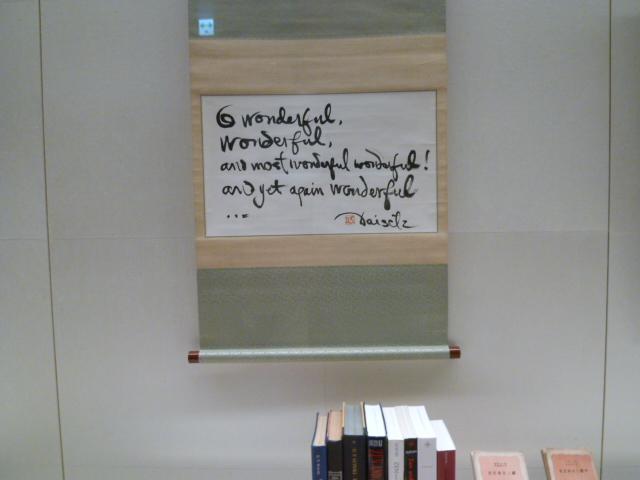 O wonderful,
wonderful,
and most wonderful wonderful!
and yet again wonderful
...
Daisetz